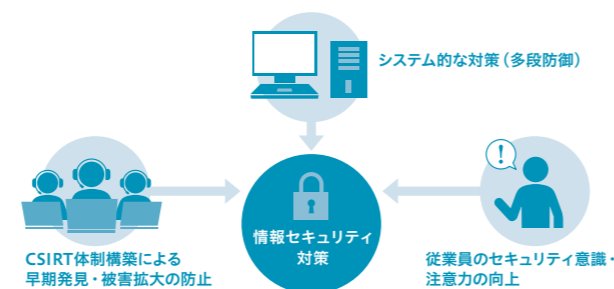 システム的な対策（多段防御）
!
情報セキュリティ
対策
CSIRT体制構築による
早期発見・被害拡大の防止
従業員のセキュリティ意識・
注意力の向上